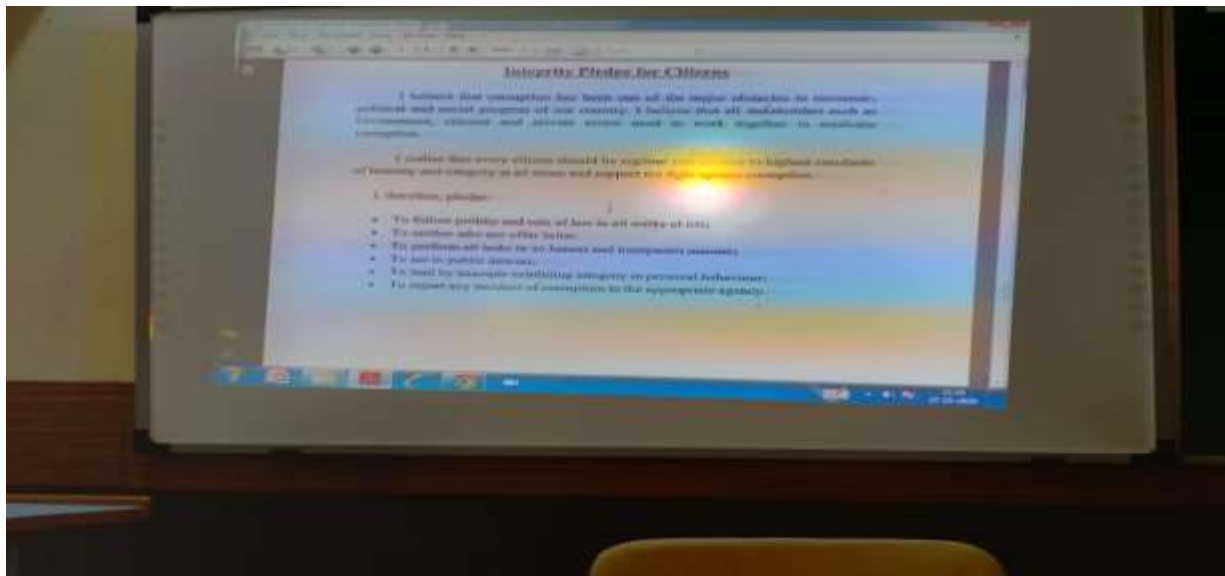 Integrity Pledge for Citizens
I believe that corruption has been one of the major obstacles to economic,
political and social progress of our country. I believe that all stakeholders such as
Government, citizens and private sector need to work together to eradicate
corruption.
I realise that every citizen should be vigilant to highest standards
of honesty and integrity at all times and support the fight against corruption.
I, therefore, pledge:
• To follow probity and rule of law in all walks of life;
• To neither take nor offer bribe;
• To perform all tasks in an honest and transparent manner;
• To act in public interest;
• To lead by example exhibiting integrity in personal behaviour;
• To report any incident of corruption to the appropriate agency.